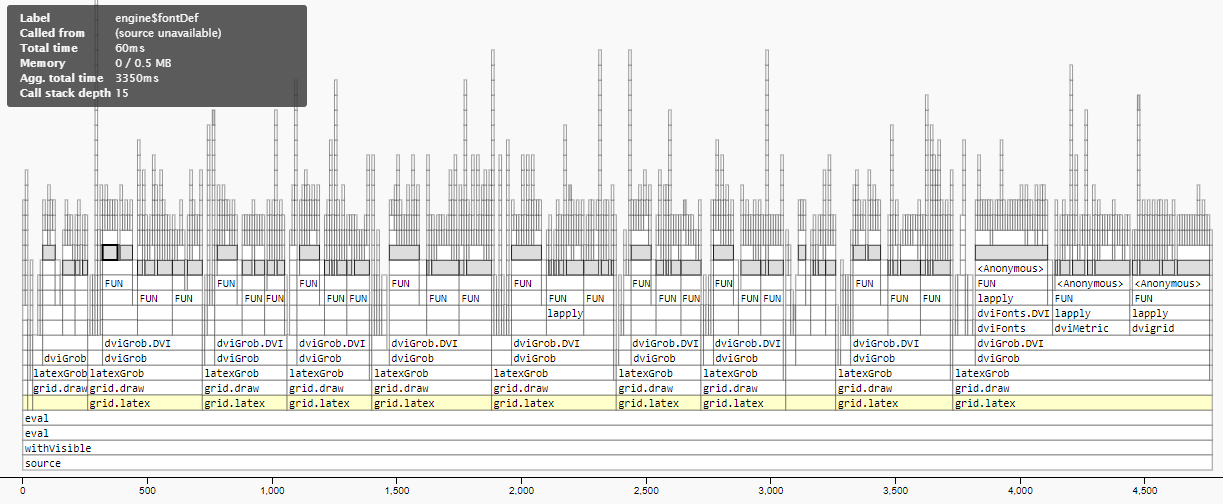 Label engine$fontDef
Called from (source unavailable)
Total time 60ms
Memory 0 / 0.5 MB
Agg. total time 3350ms
Call stack depth 15
<Anonymous>
FUN FUN FUN FUN FUN FUN FUN FUN FUN <Anonymous> <Anonymous>
FUN FUN FUN FUN FUN FUN FUN FUN FUN FUN FUN FUN FUN FUN FUN FUN lapply FUN FUN
lapply dviFonts.DVI lapply lapply
dviFonts dviMetric dvigrid
dviGrob.DVI dviGrob.DVI dviGrob.DVI dviGrob.DVI dviGrob.DVI dviGrob.DVI dviGrob.DVI dviGrob.DVI dviGrob.DVI
dviGrob dviGrob dviGrob dviGrob dviGrob dviGrob dviGrob dviGrob dviGrob dviGrob
latexGrob latexGrob latexGrob latexGrob latexGrob latexGrob latexGrob latexGrob latexGrob latexGrob
grid.draw grid.draw grid.draw grid.draw grid.draw grid.draw grid.draw grid.draw grid.draw grid.draw
grid.latex grid.latex grid.latex grid.latex grid.latex grid.latex grid.latex grid.latex grid.latex
eval
eval
withVisible
source
0 500 1,000 1,500 2,000 2,500 3,000 3,500 4,000 4,500